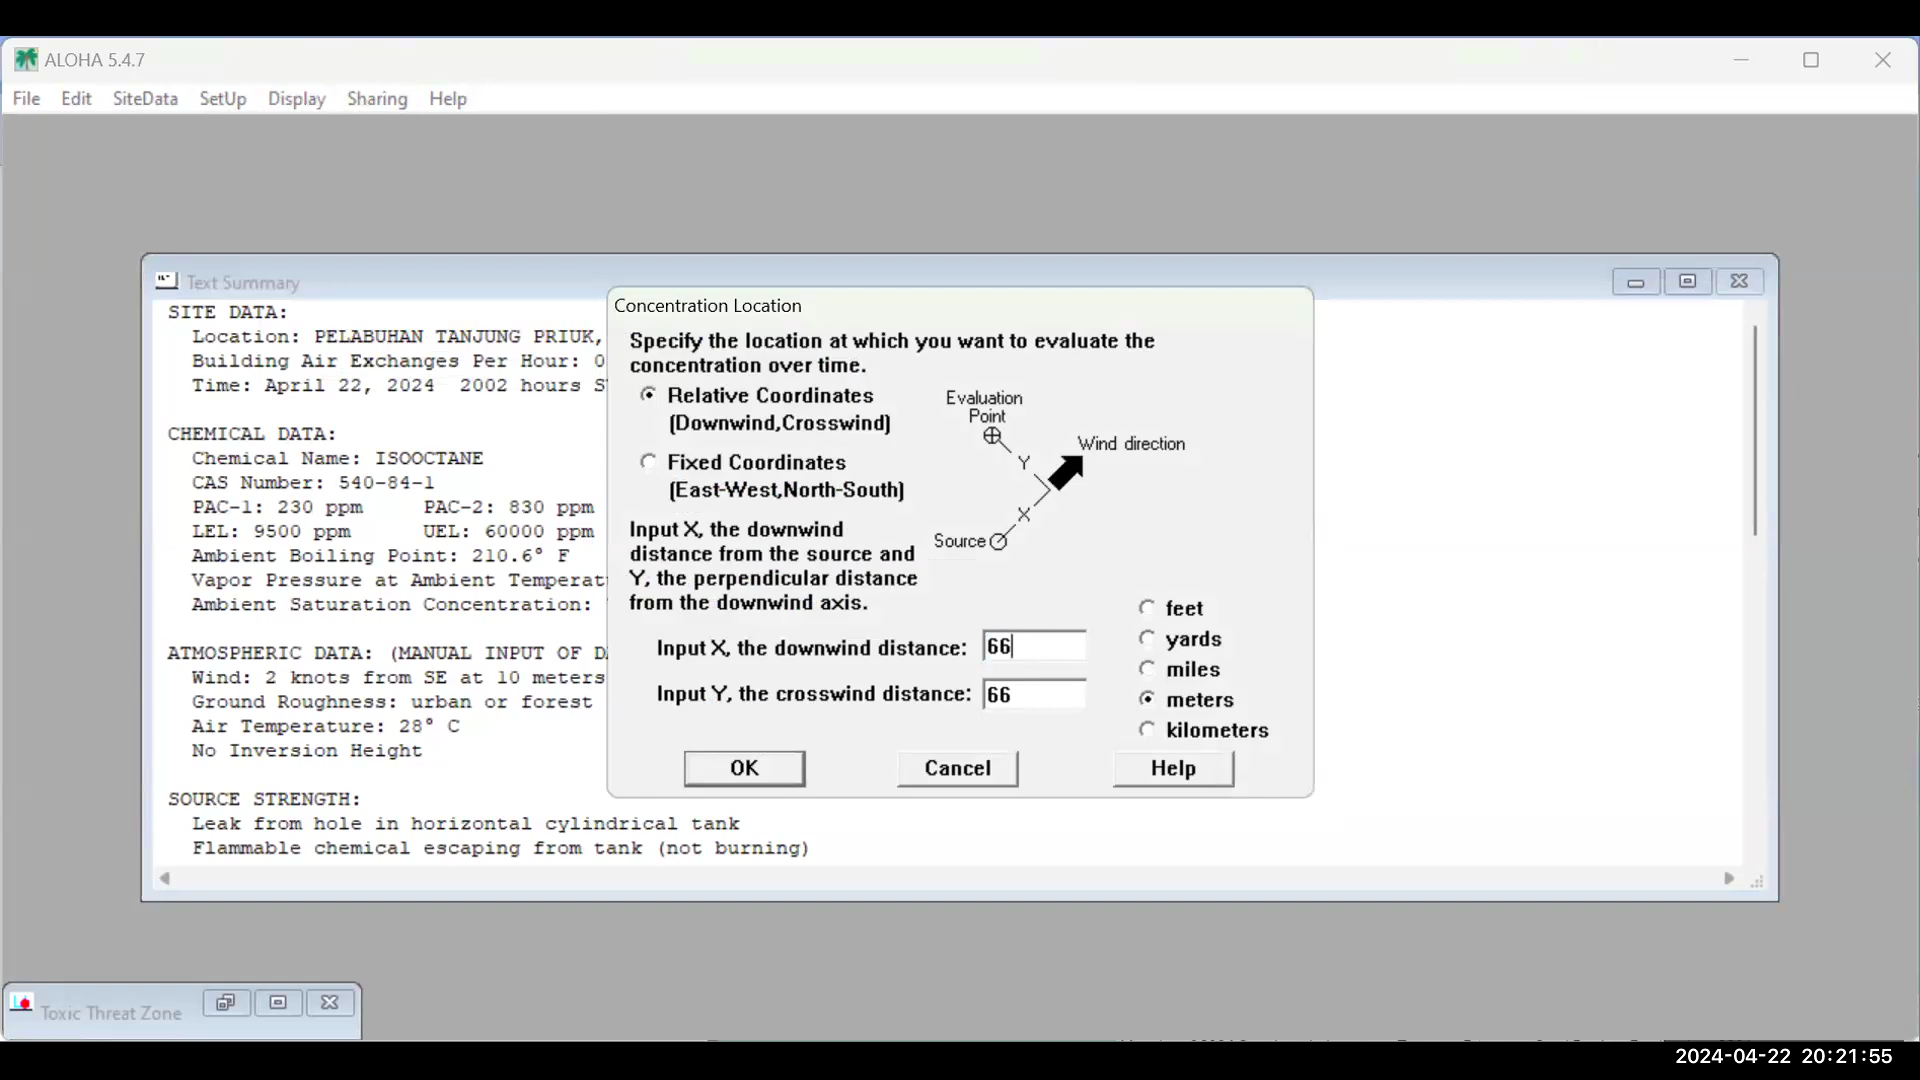 ALOHA 5.4.7
File Edit SiteData SetUp Display Sharing Help
Text Summary
SITE DATA:
Location: PELABUHAN TANJUNG PRIUK,
Building Air Exchanges Per Hour: 0
Time: April 22, 2024 2002 hours
CHEMICAL DATA:
Chemical Name: ISOOCTANE
CAS Number: 540-84-1
PAC-1: 230 ppm PAC-2: 830 ppm
LEL: 9500 ppm UEL: 60000 ppm
Ambient Boiling Point: 210.6° F
Vapor Pressure at Ambient
Ambient Saturation Concentration:
ATMOSPHERIC DATA: (MANUAL INPUT OF
Wind: 2 knots from SE at 10 meters
Ground Roughness: urban or forest
Air Temperature: 28° C
No Inversion Height
SOURCE STRENGTH:
Leak from hole in horizontal cylindrical tank
Flammable chemical escaping from tank (not burning)
Concentration Location
Specify the location at which you want to evaluate the
concentration over time.
Relative Coordinates
(Downwind,Crosswind)
Fixed Coordinates
(East-West,North-South)
Evaluation
Point
Wind direction
Y
X
Source
Input X, the downwind
distance from the source and
Y, the perpendicular distance
from the downwind axis.
Input X, the downwind distance: 66
Input Y, the crosswind distance: 66
feet
yards
miles
meters
kilometers
OK Cancel Help
Toxic Threat Zone
2024-04-22 20:21:55